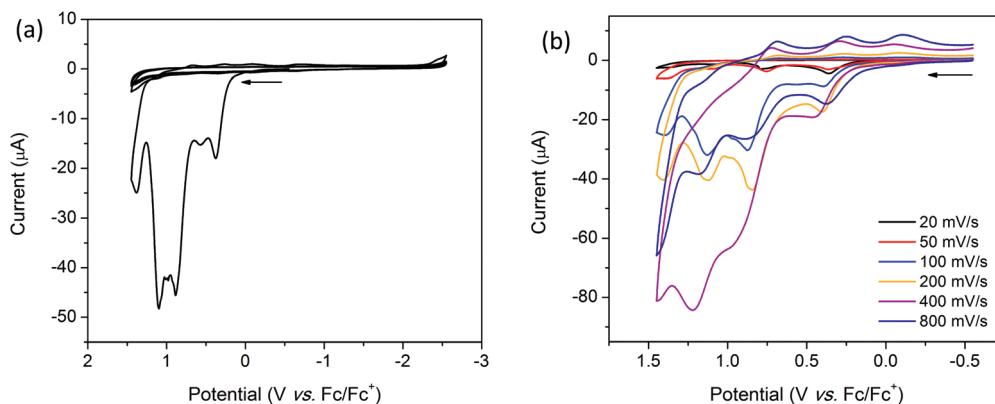 (a)
10
0
-10
-20
-30
-40
-50
Current (μA)
2 1 0 -1 -2 -3
Potential (V vs. Fc/Fc⁺)
(b)
0
-20
-40
-60
-80
Current (μA)
20 mV/s
50 mV/s
100 mV/s
200 mV/s
400 mV/s
800 mV/s
1.5 1.0 0.5 0.0 -0.5
Potential (V vs. Fc/Fc⁺)